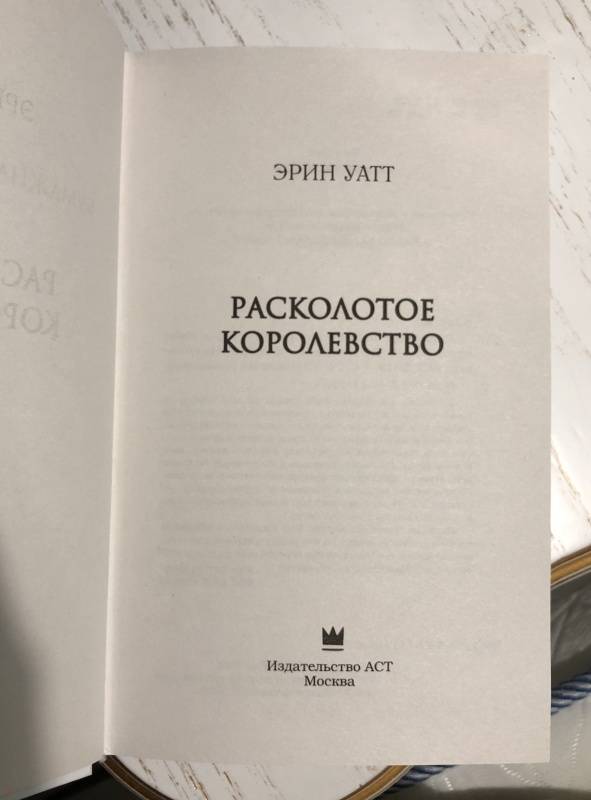 ЭРИН УАТТ
РАСКОЛОТОЕ
КОРОЛЕВСТВО
Издательство АСТ
Москва